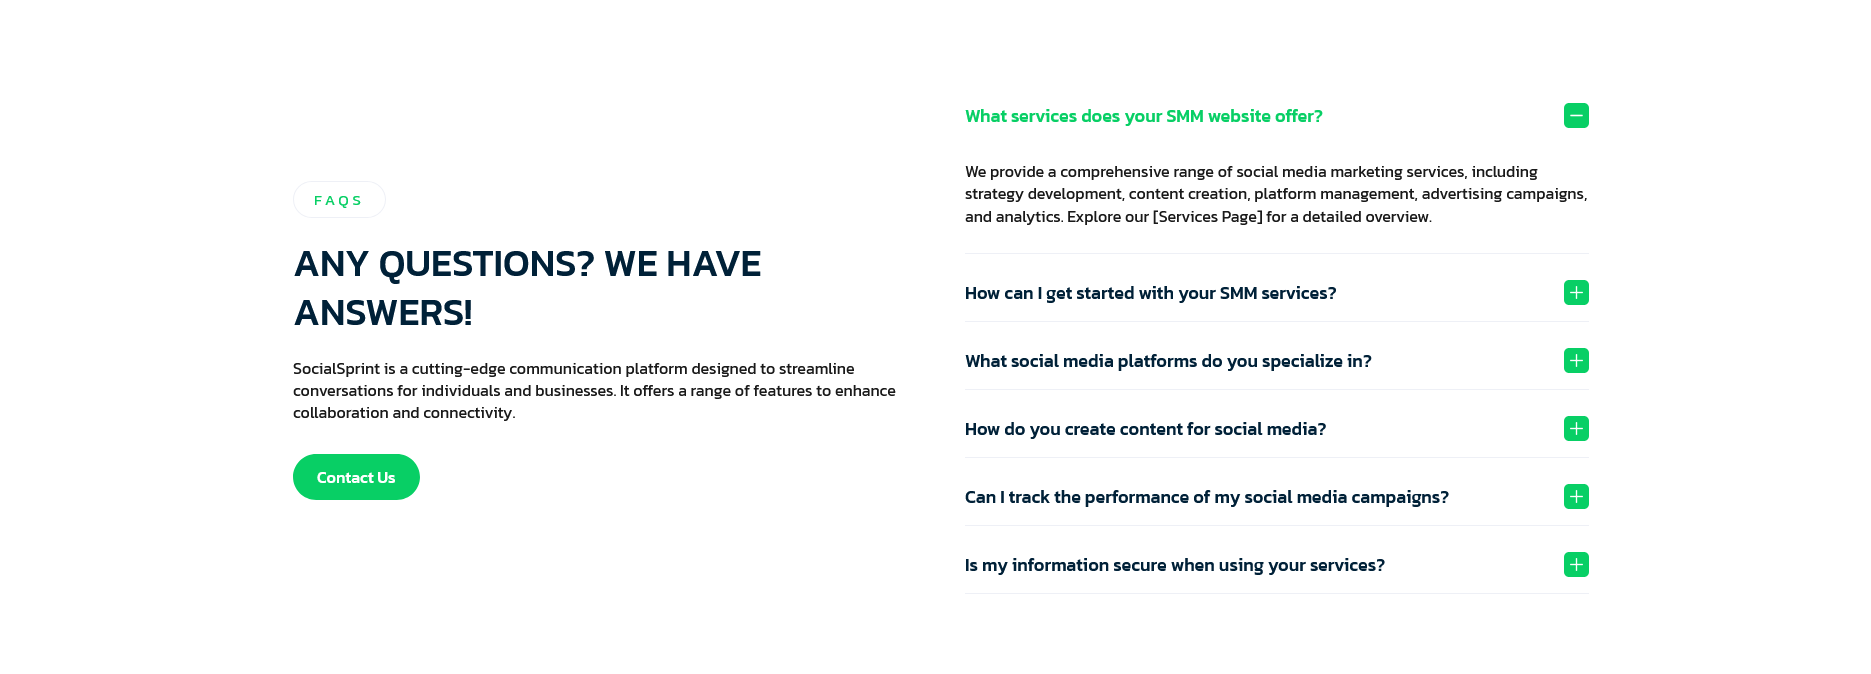 FAQS
ANY QUESTIONS? WE HAVE
ANSWERS!
SocialSprint is a cutting-edge communication platform designed to streamline
conversations for individuals and businesses. It offers a range of features to enhance
collaboration and connectivity.
Contact Us
What services does your SMM website offer?
We provide a comprehensive range of social media marketing services, including
strategy development, content creation, platform management, advertising campaigns,
and analytics. Explore our [Services Page] for a detailed overview.
How can I get started with your SMM services?
What social media platforms do you specialize in?
How do you create content for social media?
Can I track the performance of my social media campaigns?
Is my information secure when using your services?